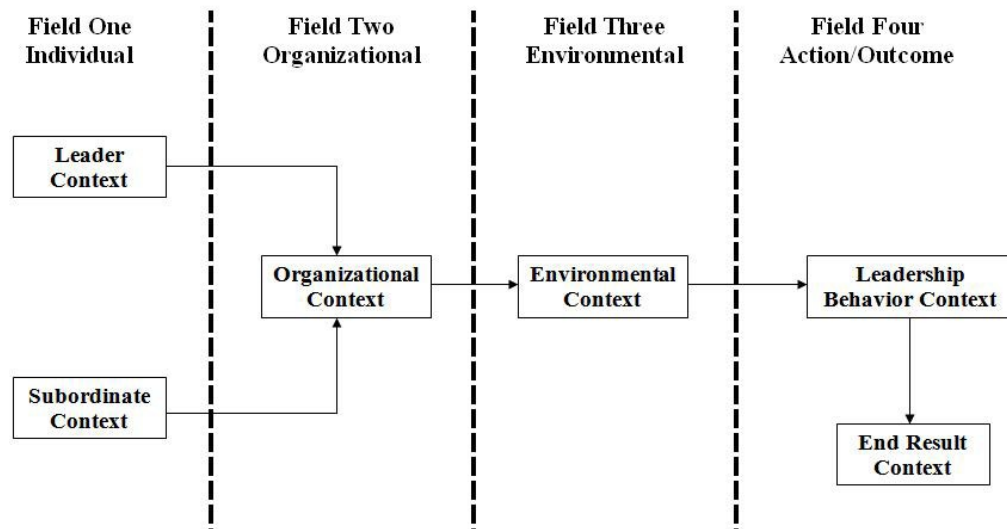 Field One
Individual
Field Two
Organizational
Field Three
Environmental
Field Four
Action/Outcome
Leader
Context
Organizational
Context
Environmental
Context
Leadership
Behavior Context
Subordinate
Context
End Result
Context